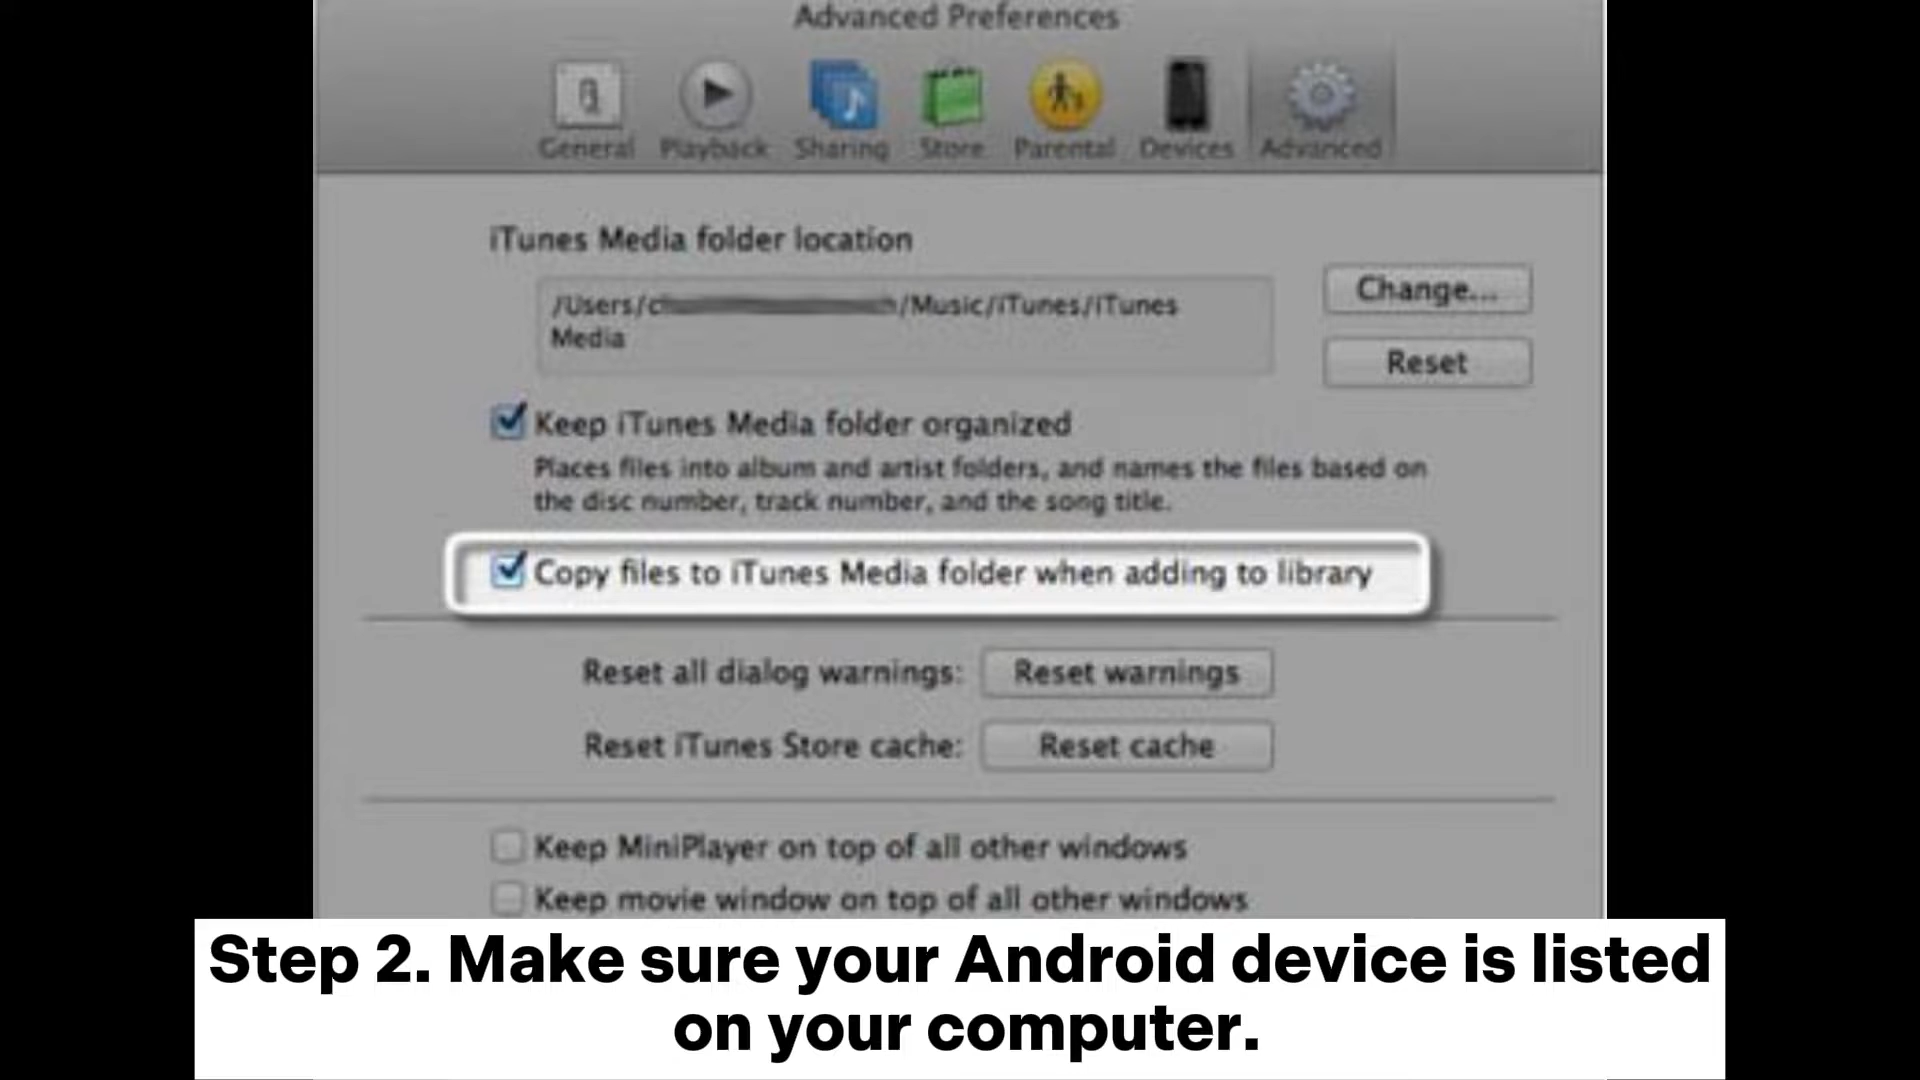 Advanced Preferences
General Playback Sharing Store Parental Devices Advanced
iTunes Media folder location
/Users/c /Music/iTunes/iTunes
Media
Change...
Reset
Keep iTunes Media folder organized
Places files into album and artist folders, and names the files based on
the disc number, track number, and the song title.
Copy files to iTunes Media folder when adding to library
Reset all dialog warnings: Reset warnings
Reset iTunes Store cache: Reset cache
Keep MiniPlayer on top of all other windows
Keep movie window on top of all other windows
Step 2. Make sure your Android device is listed
on your computer.